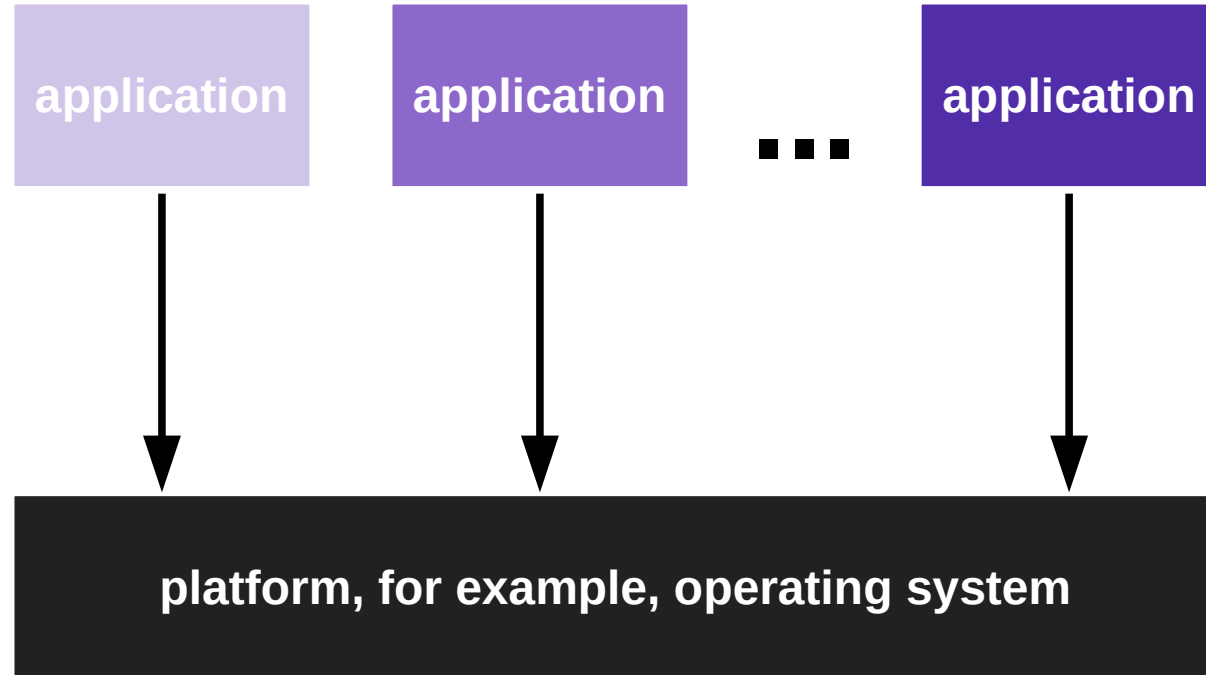 application
application
...
application
platform, for example, operating system